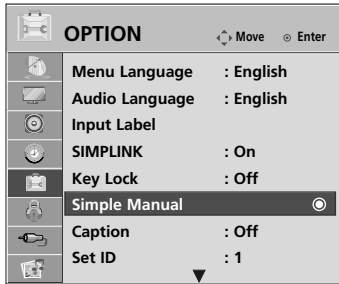 OPTION Move Enter
Menu Language : English
Audio Language : English
Input Label
SIMPLINK : On
Key Lock : Off
Simple Manual
Caption : Off
Set ID : 1